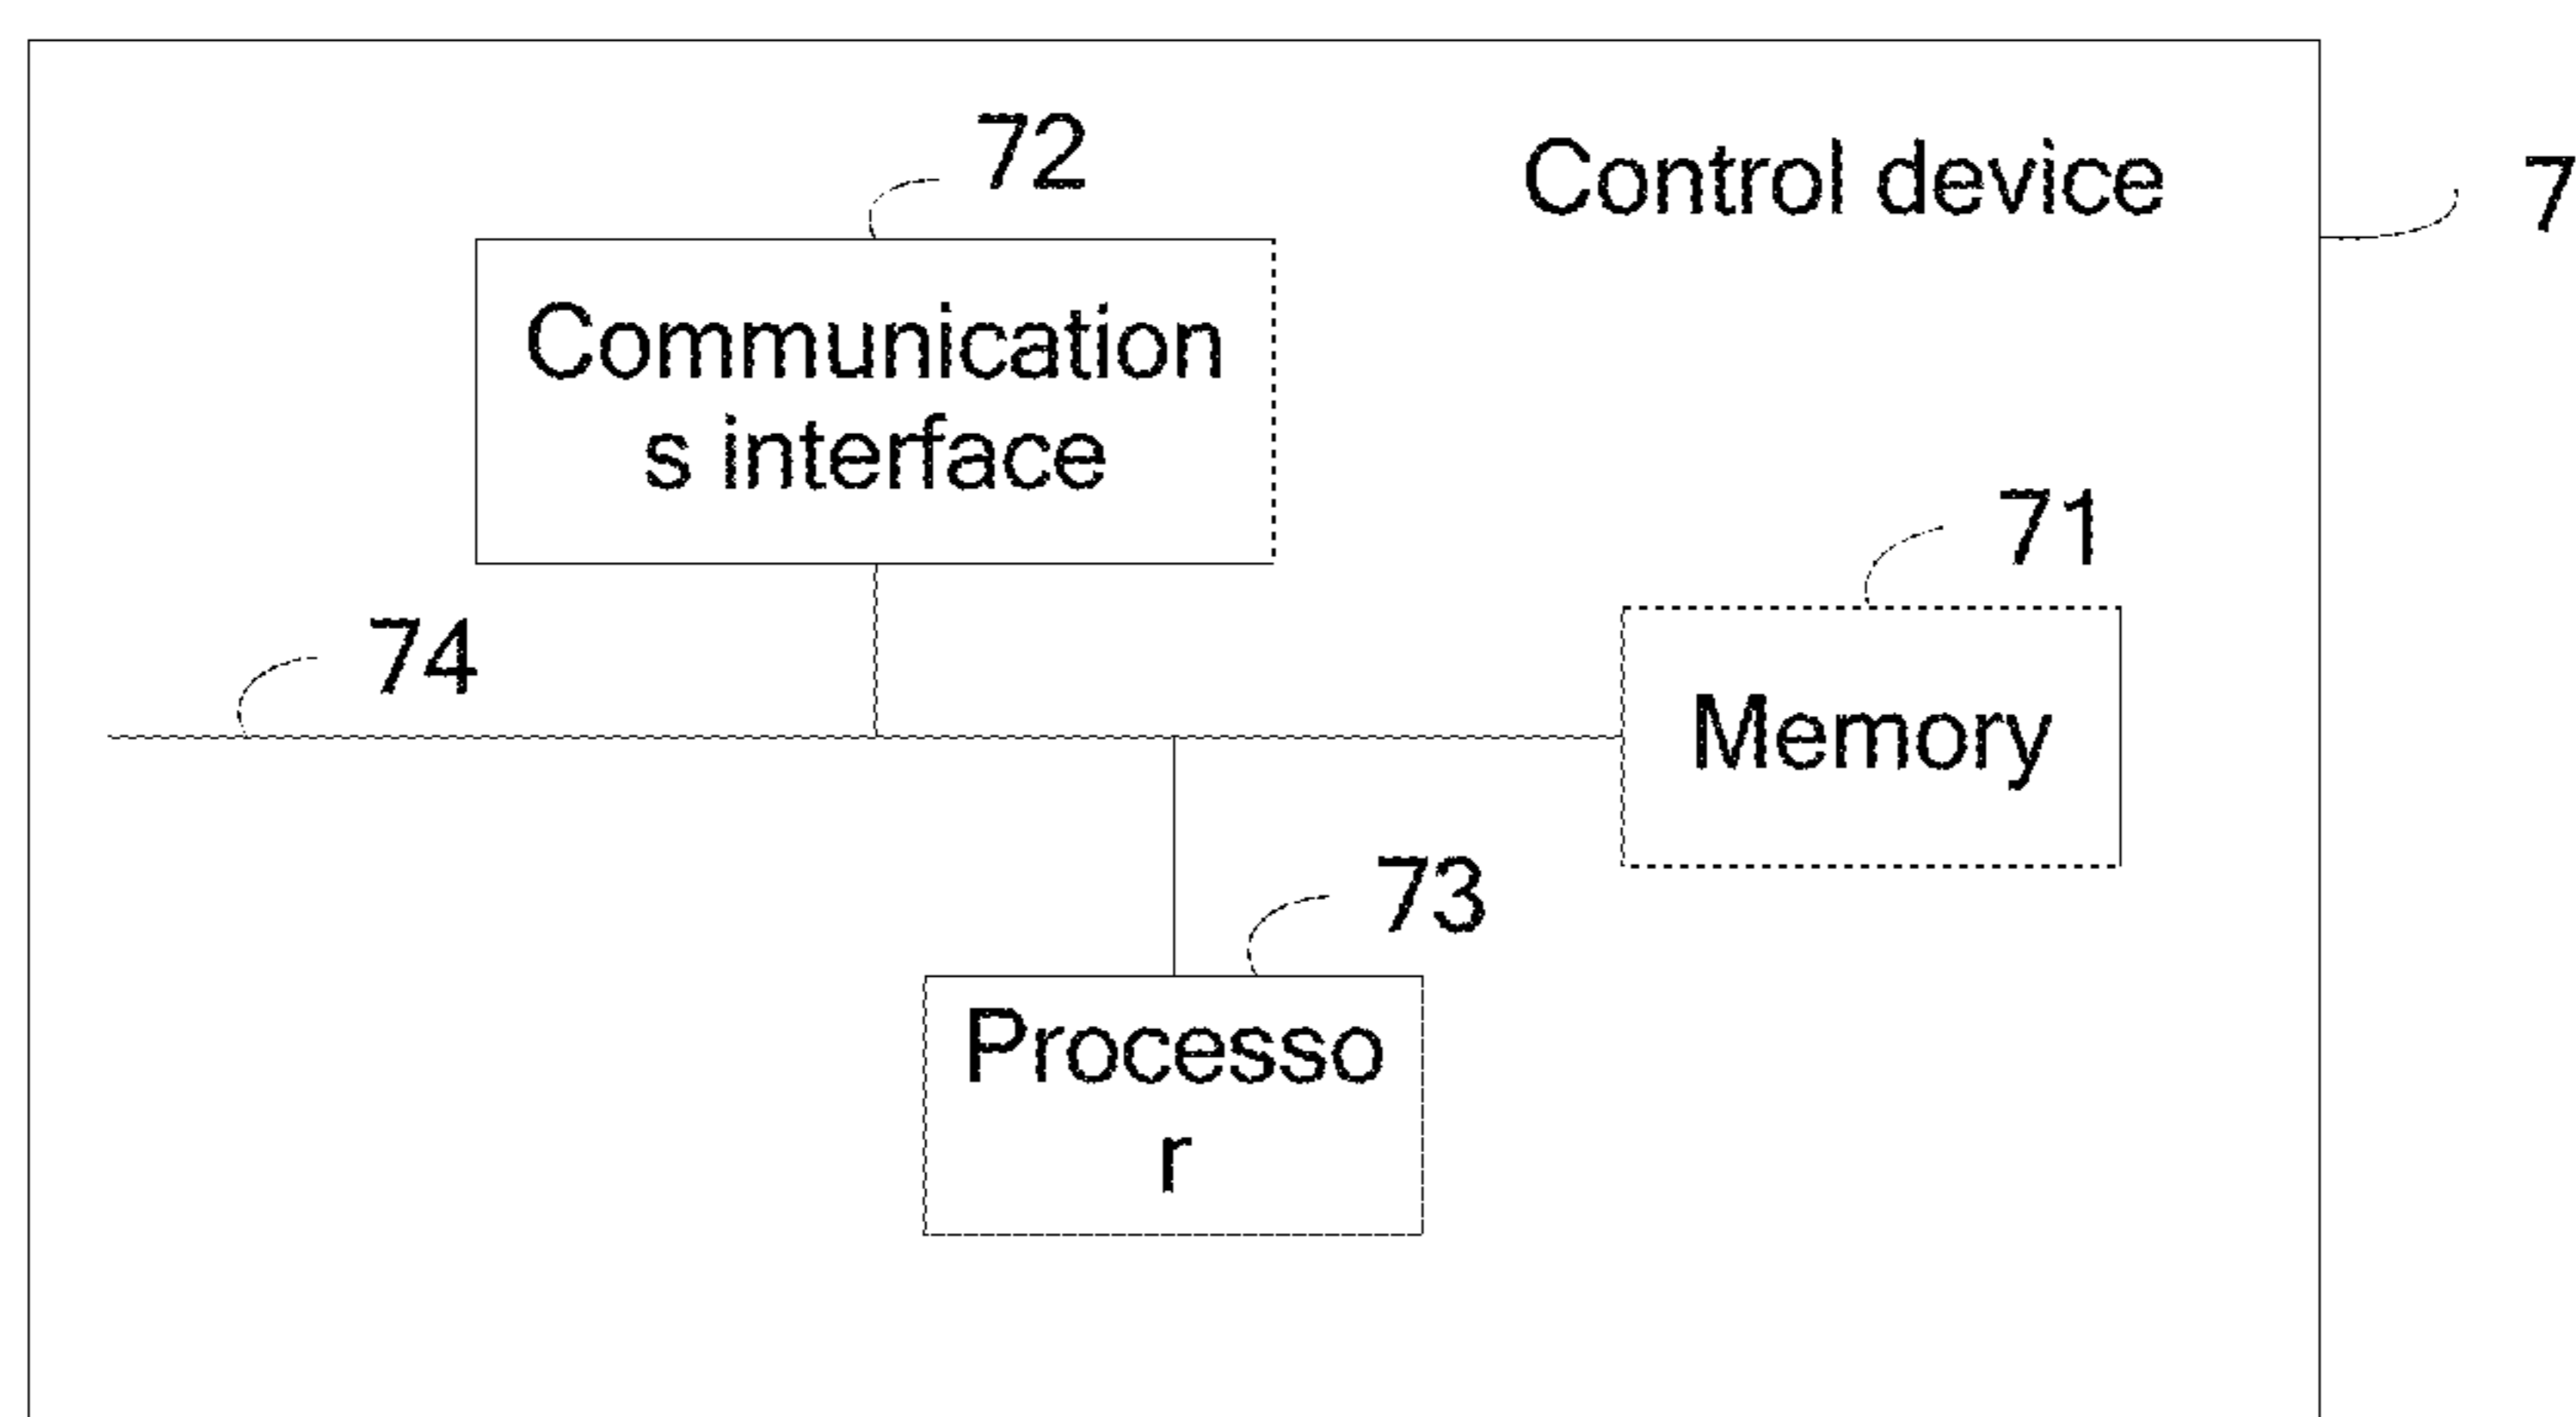 72
Control device
7
Communication
s interface
71
74
Memory
73
Processo
r